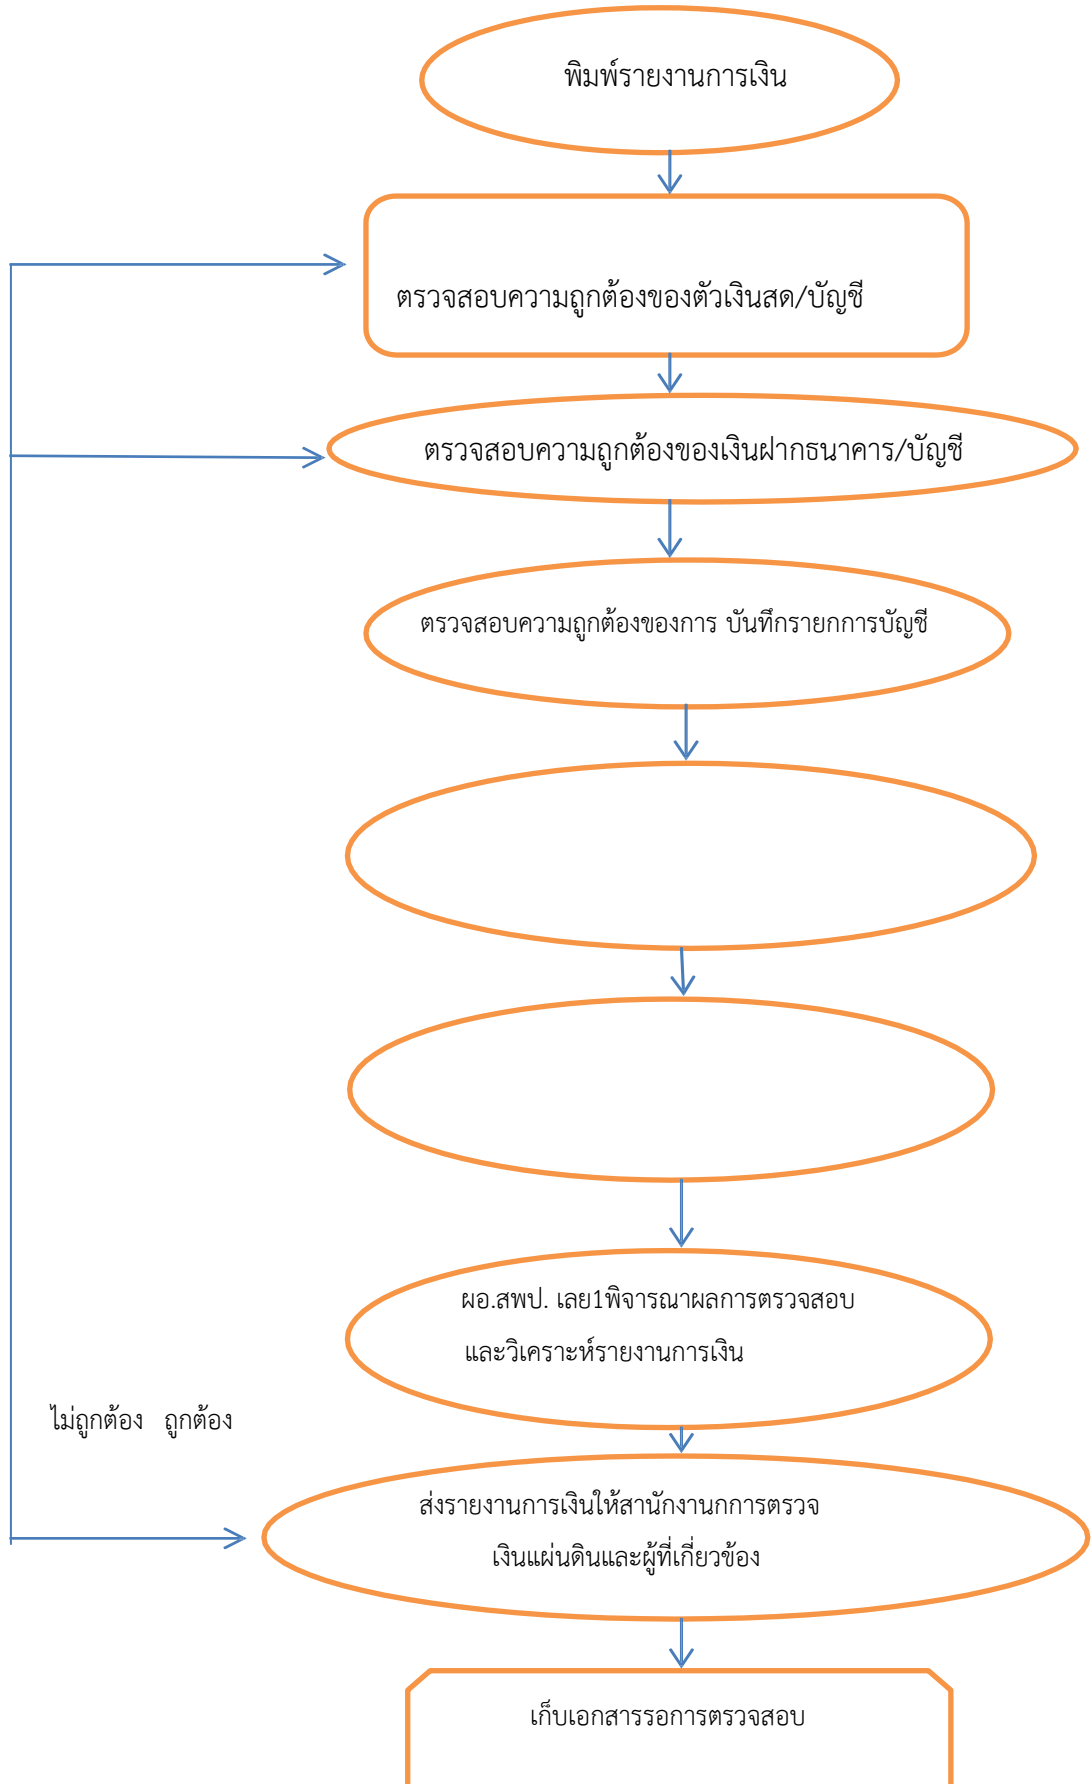 พิมพ์รายงานการเงิน
ตรวจสอบความถูกต้องของตัวเงินสด/บัญชี
ตรวจสอบความถูกต้องของเงินฝากธนาคาร/บัญชี
ตรวจสอบความถูกต้องของการ บันทึกรายกการบัญชี
ผอ.สพป. เลย1พิจารณาผลการตรวจสอบ
และวิเคราะห์รายงานการเงิน
ไม่ถูกต้อง ถูกต้อง
ส่งรายงานการเงินให้สานักงานกการตรวจ
เงินแผ่นดินและผู้ที่เกี่ยวข้อง
เก็บเอกสารรอการตรวจสอบ